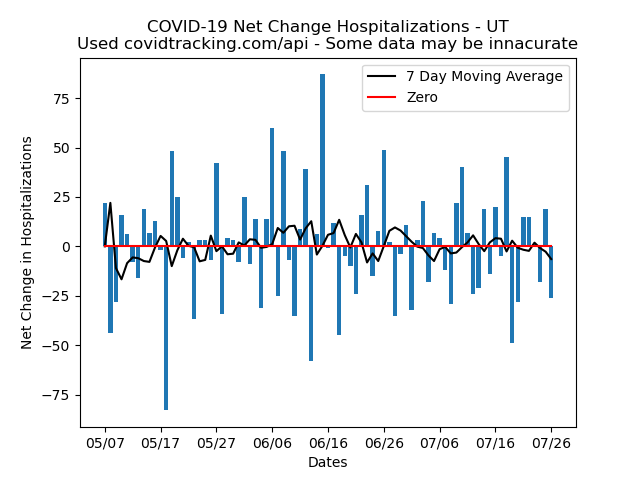 COVID-19 Net Change Hospitalizations - UT
Used covidtracking.com/api - Some data may be innacurate
7 Day Moving Average
Zero
Net Change in Hospitalizations
75
50
25
0
−25
−50
−75
05/07 05/17 05/27 06/06 06/16 06/26 07/06 07/16 07/26
Dates